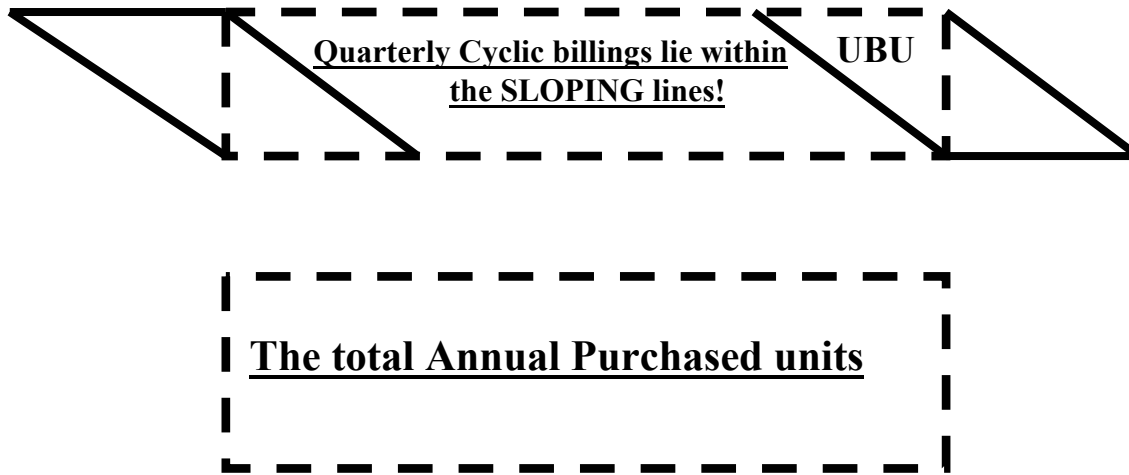 Quarterly Cyclic billings lie within
the SLOPING lines!
UBU
The total Annual Purchased units